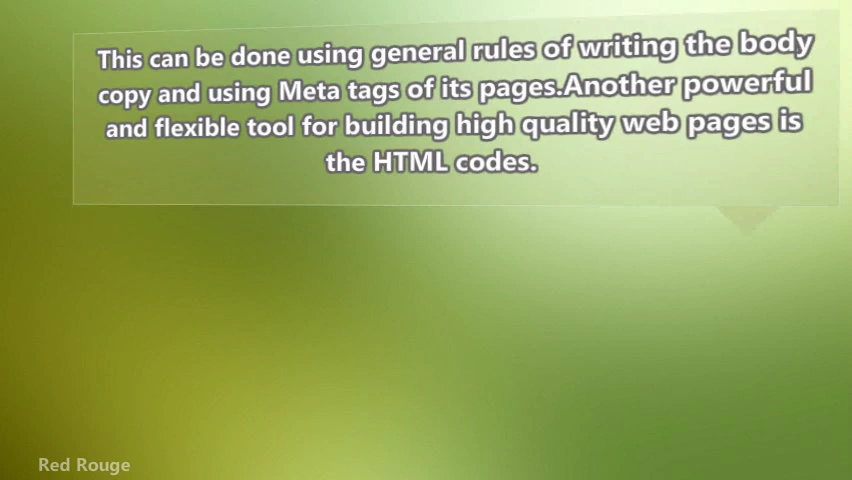 This can be done using general rules of writing the body
copy and using Meta tags of its pages.Another powerful
and flexible tool for building high quality web pages is
the HTML codes.
Red Rouge